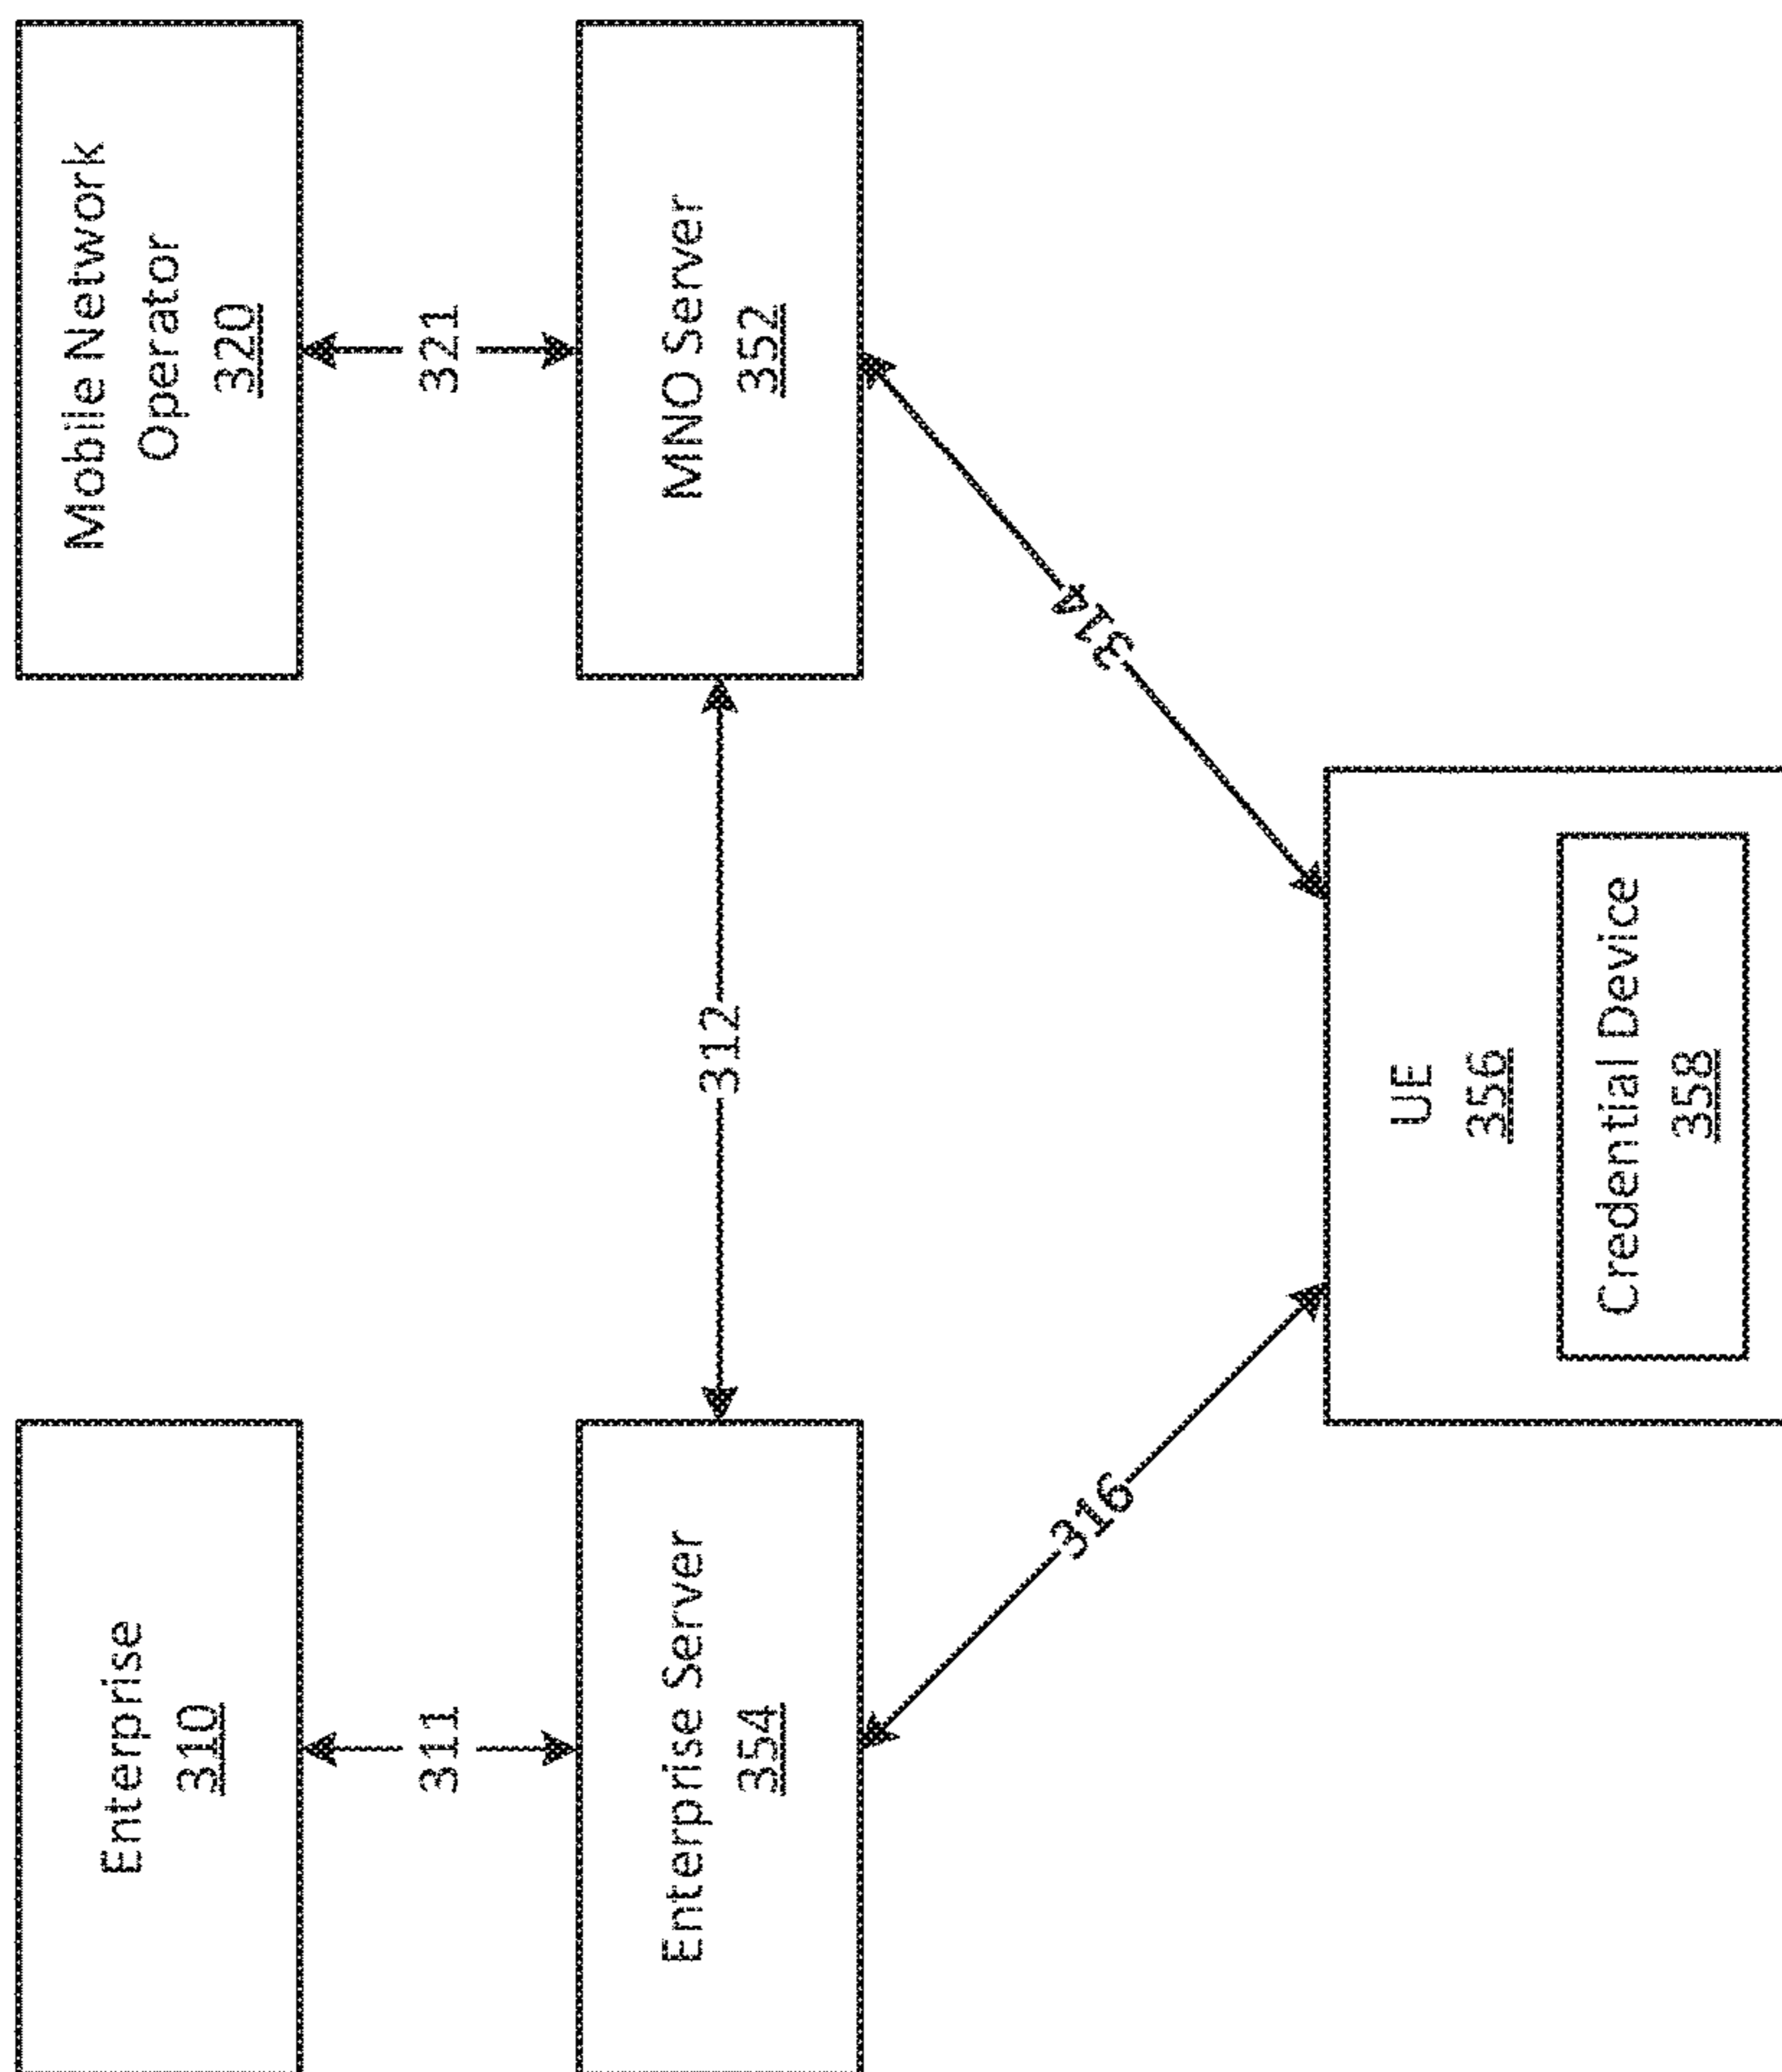 Enterprise
310
Mobile Network
Operator
320
311
321
Enterprise Server
354
312
MNO Server
352
316
314
UE
356
Credential Device
358